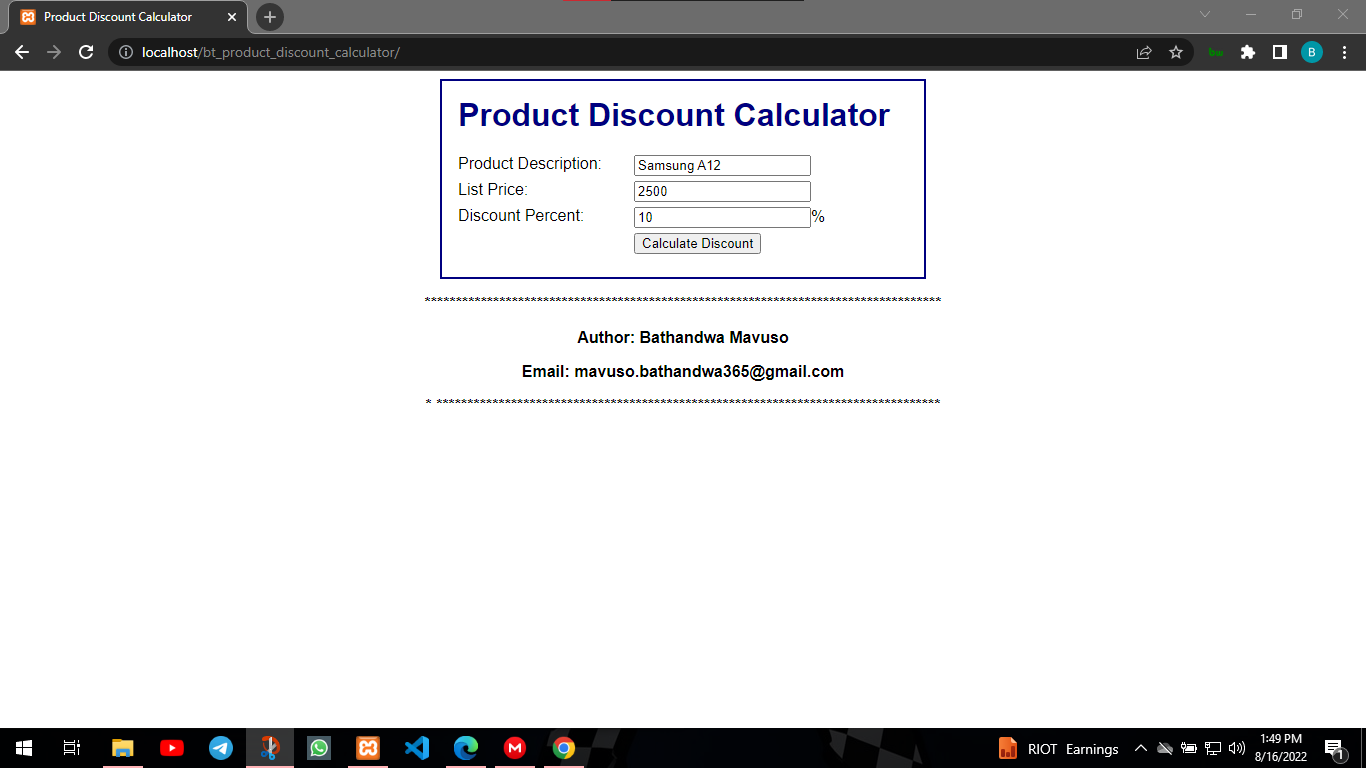 Product Discount Calculator
localhost/bt_product_discount_calculator/
bw
B
Product Discount Calculator
Product Description: Samsung A12
List Price: 2500
Discount Percent: 10 %
Calculate Discount
***********************************************************************************
Author: Bathandwa Mavuso
Email: mavuso.bathandwa365@gmail.com
* *********************************************************************************
RIOT Earnings
1:49 PM
8/16/2022
1